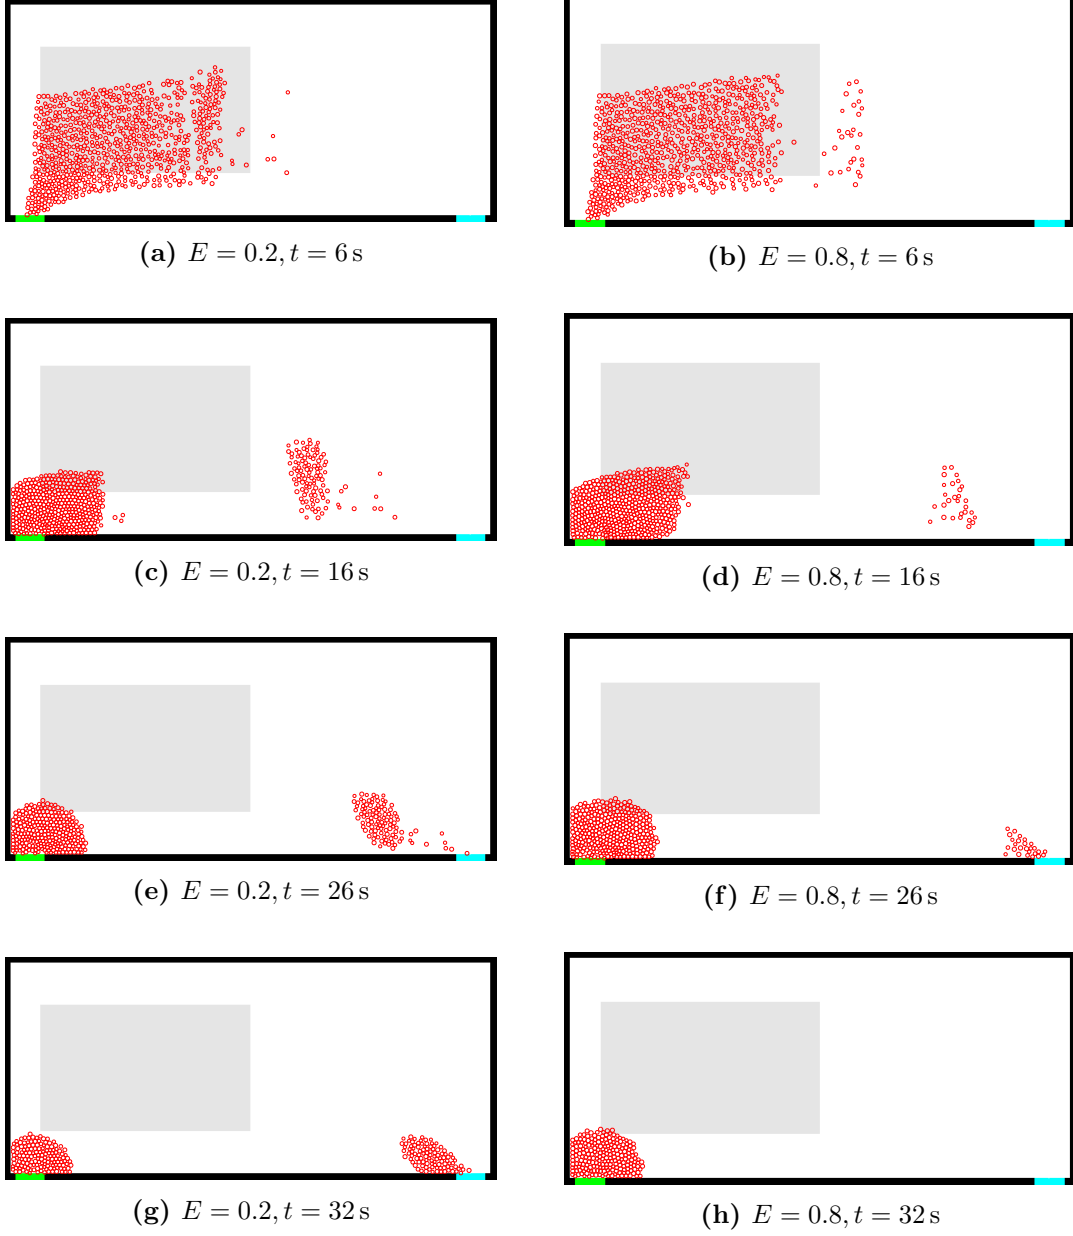 (a) E = 0.2, t = 6 s
(b) E = 0.8, t = 6 s
(c) E = 0.2, t = 16 s
(d) E = 0.8, t = 16 s
(e) E = 0.2, t = 26 s
(f) E = 0.8, t = 26 s
(g) E = 0.2, t = 32 s
(h) E = 0.8, t = 32 s